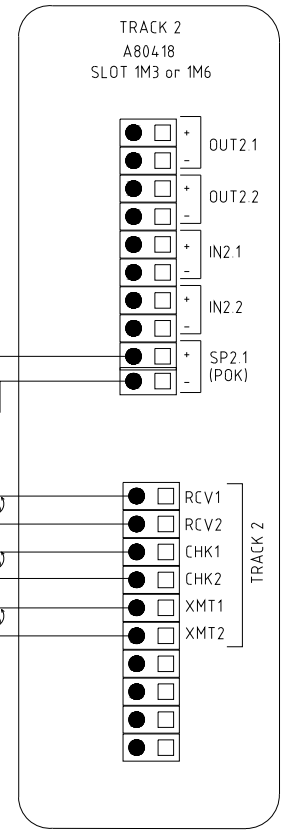 TRACK 2
A80418
SLOT 1M3 or 1M6
+
OUT2.1
-
+
OUT2.2
-
+
IN2.1
-
+
IN2.2
-
+
SP2.1
(POK)
-
RCV1
RCV2
CHK1
CHK2
XMT1
XMT2
TRACK 2